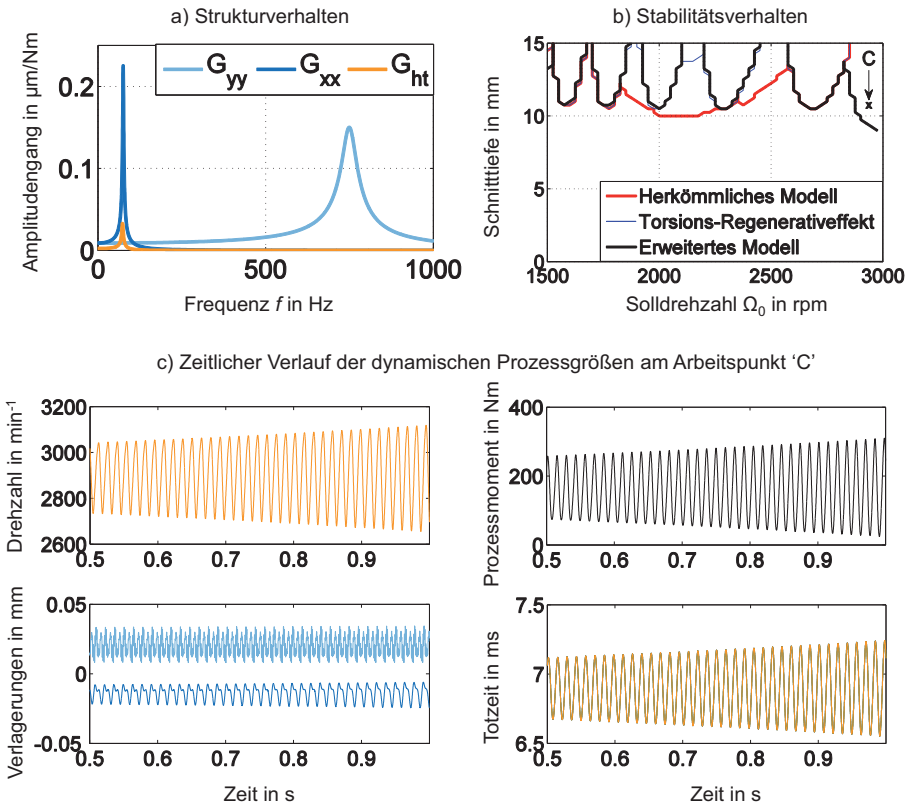 a) Strukturverhalten
Amplitudengang in µm/Nm
0.2
0.1
0
G_yy G_xx G_ht
0 500 1000
Frequenz f in Hz
b) Stabilitätsverhalten
Schnitttiefe in mm
15
10
5
0
C
x
Herkömmliches Modell
Torsions-Regenerativeffekt
Erweitertes Modell
1500 2000 2500 3000
Solldrehzahl Ω₀ in rpm
c) Zeitlicher Verlauf der dynamischen Prozessgrößen am Arbeitspunkt ‘C’
Drehzahl in min⁻¹
3200
3000
2800
2600
0.5 0.6 0.7 0.8 0.9
Prozessmoment in Nm
400
200
0
0.5 0.6 0.7 0.8 0.9
Verlagerungen in mm
0.05
0
-0.05
0.5 0.6 0.7 0.8 0.9
Zeit in s
Totzeit in ms
7.5
7
6.5
0.5 0.6 0.7 0.8 0.9
Zeit in s